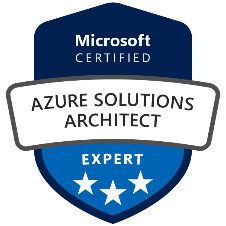 Microsoft
CERTIFIED
AZURE SOLUTIONS
ARCHITECT
EXPERT